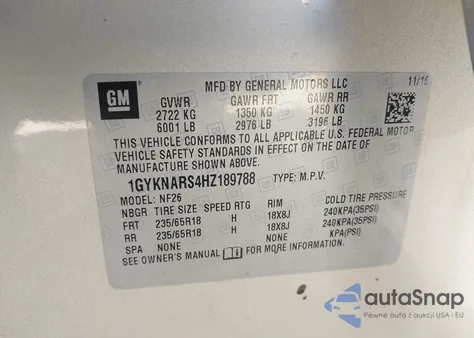 GM
MFD BY GENERAL MOTORS LLC
11/16
GVWR GAWR FRT GAWR RR
2722 KG 1350 KG 1450 KG
6001 LB 2976 LB 3196 LB
THIS VEHICLE CONFORMS TO ALL APPLICABLE U.S. FEDERAL MOTOR
VEHICLE SAFETY STANDARDS IN EFFECT ON THE DATE OF
MANUFACTURE SHOWN ABOVE.
1GYKNARS4HZ189788 TYPE: M.P.V.
MODEL: NF26
NBGR TIRE SIZE SPEED RTG RIM COLD TIRE PRESSURE
FRT 235/65R18 H 18X8J 240KPA(35PSI)
RR 235/65R18 H 18X8J 240KPA(35PSI)
SPA NONE NONE KPA(PSI)
SEE OWNER'S MANUAL FOR MORE INFORMATION.
autoSnap
Pewne auto z aukcji USA i EU